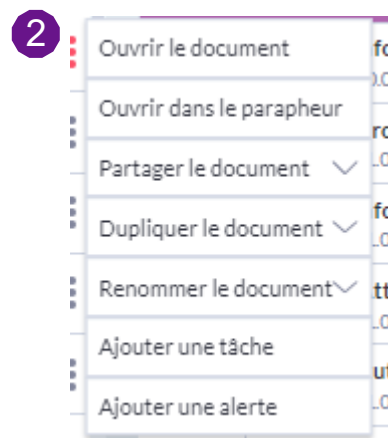 2
Ouvrir le document
Ouvrir dans le parapheur
Partager le document
Dupliquer le document
Renommer le document
Ajouter une tâche
Ajouter une alerte